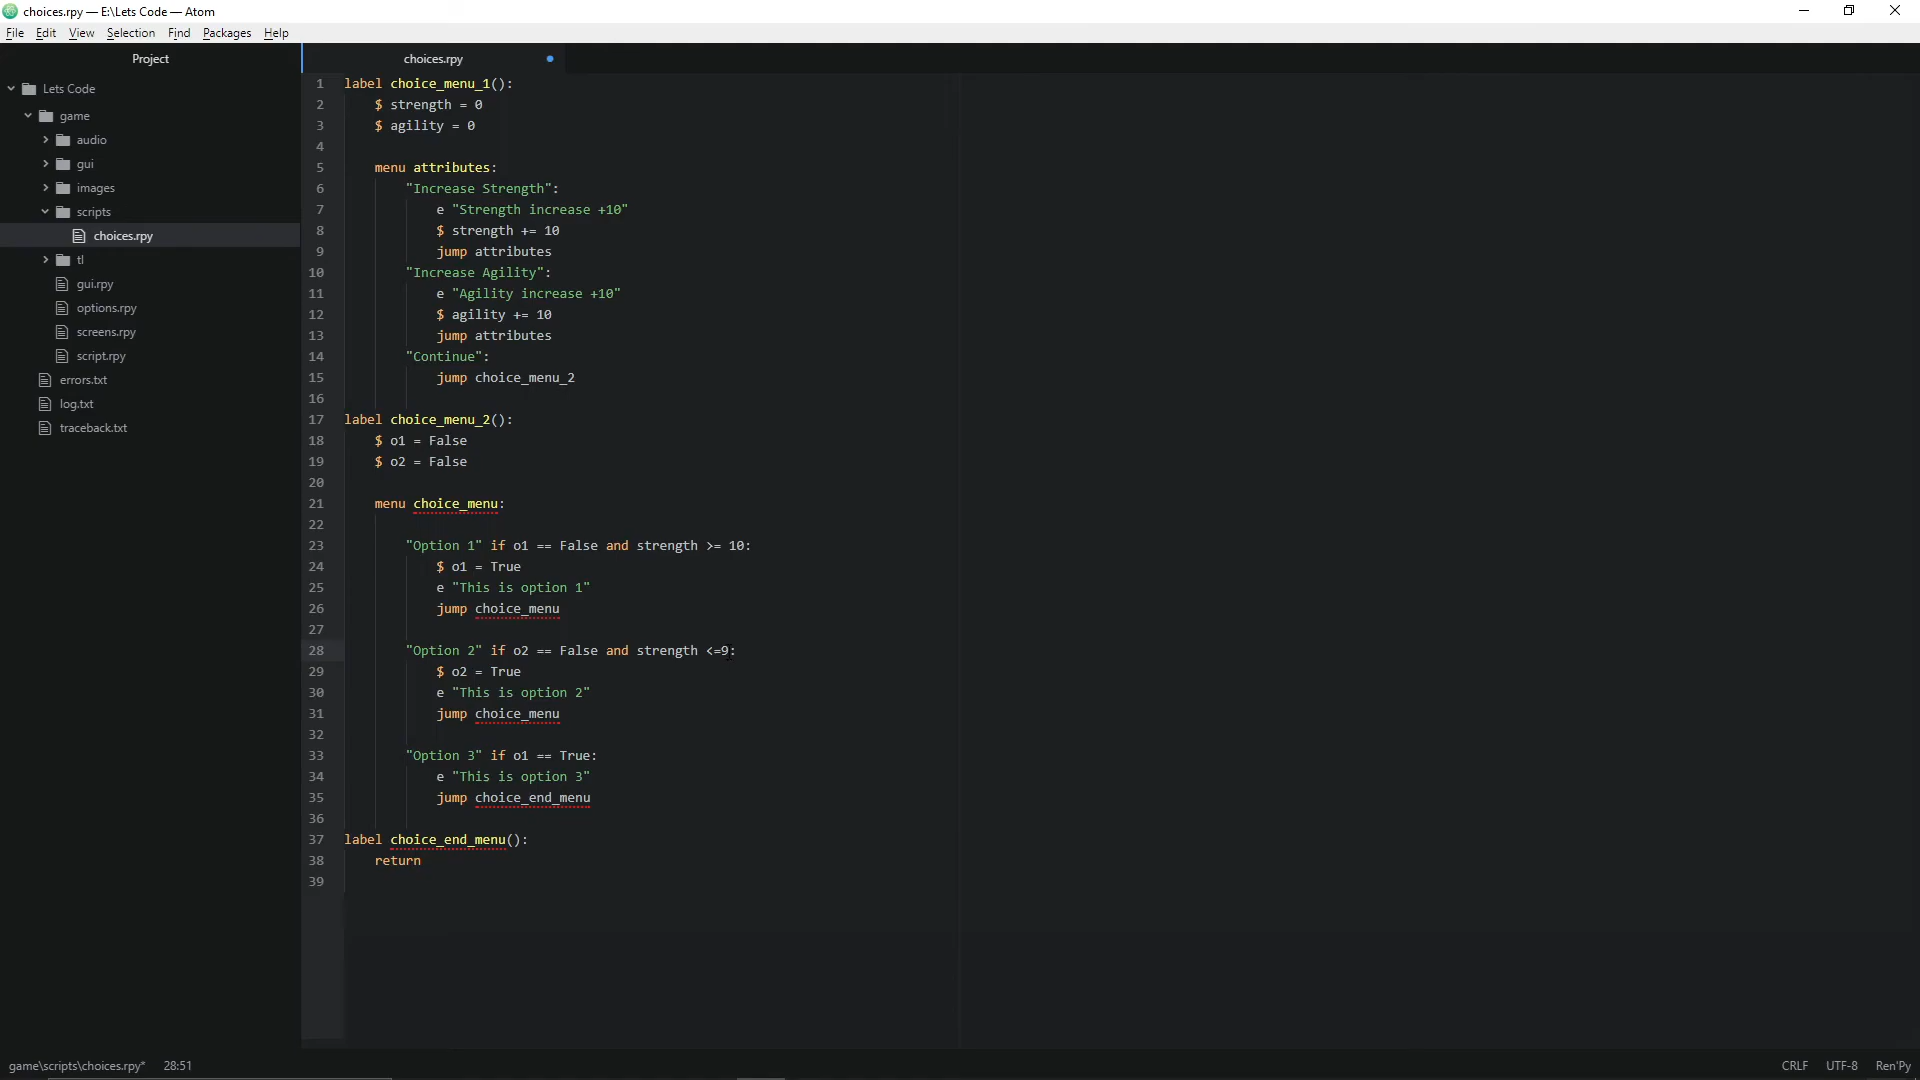 choices.rpy — E:\Lets Code — Atom
File Edit View Selection Find Packages Help
Project
choices.rpy
Lets Code
game
audio
gui
images
scripts
choices.rpy
tl
gui.rpy
options.rpy
screens.rpy
script.rpy
errors.txt
log.txt
traceback.txt
1 label choice_menu_1():
2 $ strength = 0
3 $ agility = 0
4
5 menu attributes:
6 "Increase Strength":
7 e "Strength increase +10"
8 $ strength += 10
9 jump attributes
10 "Increase Agility":
11 e "Agility increase +10"
12 $ agility += 10
13 jump attributes
14 "Continue":
15 jump choice_menu_2
16
17 label choice_menu_2():
18 $ o1 = False
19 $ o2 = False
20
21 menu choice_menu:
22
23 "Option 1" if o1 == False and strength >= 10:
24 $ o1 = True
25 e "This is option 1"
26 jump choice_menu
27
28 "Option 2" if o2 == False and strength <=9:
29 $ o2 = True
30 e "This is option 2"
31 jump choice_menu
32
33 "Option 3" if o1 == True:
34 e "This is option 3"
35 jump choice_end_menu
36
37 label choice_end_menu():
38 return
39
game\scripts\choices.rpy* 28:51 CRLF UTF-8 Ren'Py